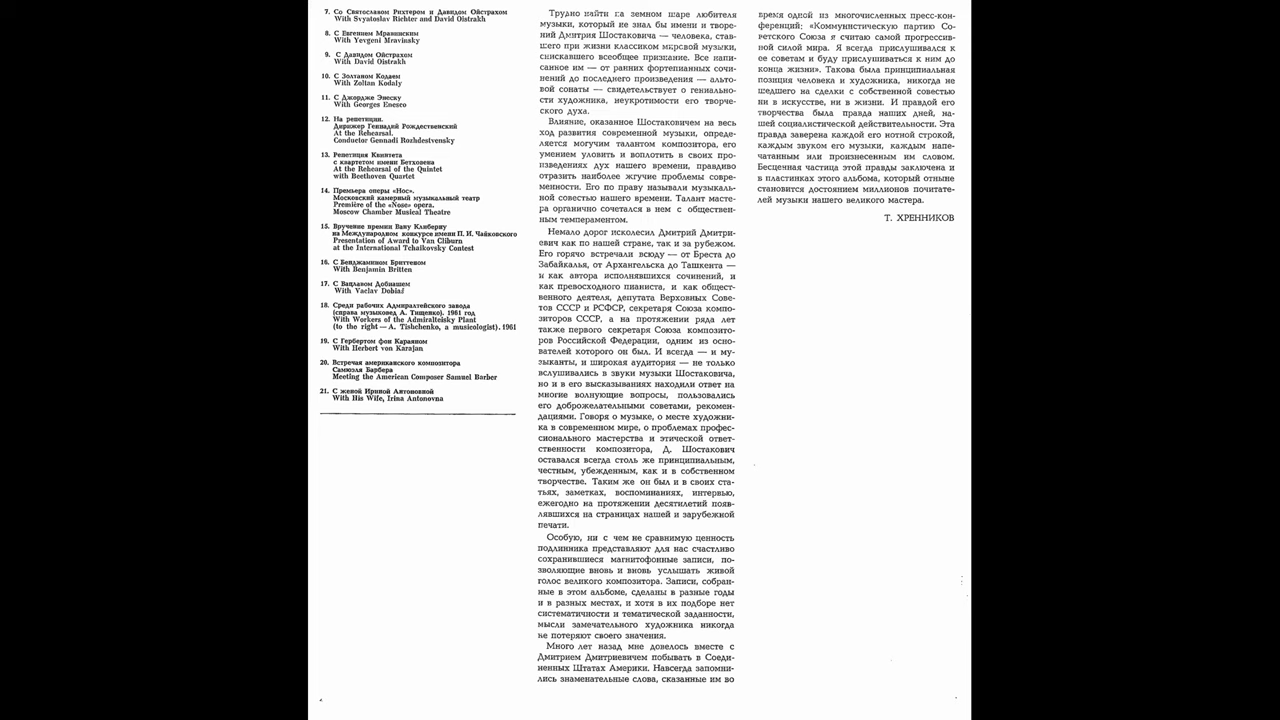 7. Со Святославом Рихтером и Давидом Ойстрахом
With Svyatoslav Richter and David Oistrakh
8. С Евгением Мравинским
With Yevgeni Mravinsky
9. С Давидом Ойстрахом
With David Oistrakh
10. С Золтаном Кодаем
With Zoltan Kodaly
11. С Джордже Энеску
With Georges Enesco
12. На репетиции.
Дирижер Геннадий Рождественский
At the Rehearsal.
Conductor Gennadi Rozhdestvensky
13. Репетиция Квинтета
с квартетом имени Бетховена
At the Rehearsal of the Quintet
with Beethoven Quartet
14. Премьера оперы «Нос».
Московский камерный музыкальный театр
Première of the «Nose» opera.
Moscow Chamber Musical Theatre
15. Вручение премии Вану Клиберну
на Международном конкурсе имени П. И. Чайковского
Presentation of Award to Van Cliburn
at the International Tchaikovsky Contest
16. С Бенджамином Бриттеном
With Benjamin Britten
17. С Вацлавом Добиашем
With Vaclav Dobiaš
18. Среди рабочих Адмиралтейского завода
(справа музыковед А. Тищенко). 1961 год
With Workers of the Admiralteisky Plant
(to the right — A. Tishchenko, a musicologist). 1961
19. С Гербертом фон Караяном
With Herbert von Karajan
20. Встреча американского композитора
Самюэля Барбера
Meeting the American Composer Samuel Barber
21. С женой Ириной Антоновной
With His Wife, Irina Antonovna
Трудно найти на земном шаре любителя
музыки, который не знал бы имени и творе-
ний Дмитрия Шостаковича — человека, став-
шего при жизни классиком мировой музыки,
снискавшего всеобщее признание. Все напи-
санное им — от ранних фортепианных сочи-
нений до последнего произведения — альто-
вой сонаты — свидетельствует о гениально-
сти художника, неукротимости его творче-
ского духа.
Влияние, оказанное Шостаковичем на весь
ход развития современной музыки, опреде-
ляется могучим талантом композитора, его
умением уловить и воплотить в своих про-
изведениях дух нашего времени, правдиво
отразить наиболее жгучие проблемы совре-
менности. Его по праву называли музыкаль-
ной совестью нашего времени. Талант масте-
ра органично сочетался в нем с обществен-
ным темпераментом.
Немало дорог исколесил Дмитрий Дмитри-
евич как по нашей стране, так и за рубежом.
Его горячо встречали всюду — от Бреста до
Забайкалья, от Архангельска до Ташкента —
и как автора исполнявшихся сочинений, и
как превосходного пианиста, и как общест-
венного деятеля, депутата Верховных Сове-
тов СССР и РСФСР, секретаря Союза компо-
зиторов СССР, а на протяжении ряда лет
также первого секретаря Союза композито-
ров Российской Федерации, одним из осно-
вателей которого он был. И всегда — и му-
зыканты, и широкая аудитория — не только
вслушивались в звуки музыки Шостаковича,
но и в его высказываниях находили ответ на
многие волнующие вопросы, пользовались
его доброжелательными советами, рекомен-
дациями. Говоря о музыке, о месте художни-
ка в современном мире, о проблемах профес-
сионального мастерства и этической ответ-
ственности композитора, Д. Шостакович
оставался всегда столь же принципиальным,
честным, убежденным, как и в собственном
творчестве. Таким же он был и в своих ста-
тьях, заметках, воспоминаниях, интервью,
ежегодно на протяжении десятилетий появ-
лявшихся на страницах нашей и зарубежной
печати.
Особую, ни с чем не сравнимую ценность
подлинника представляют для нас счастливо
сохранившиеся магнитофонные записи, по-
зволяющие вновь и вновь услышать живой
голос великого композитора. Записи, собран-
ные в этом альбоме, сделаны в разные годы
и в разных местах, и хотя в их подборе нет
систематичности и тематической заданности,
мысли замечательного художника никогда
не потеряют своего значения.
Много лет назад мне довелось вместе с
Дмитрием Дмитриевичем побывать в Соеди-
ненных Штатах Америки. Навсегда запомни-
лись знаменательные слова, сказанные им во
время одной из многочисленных пресс-кон-
ференций: «Коммунистическую партию Со-
ветского Союза я считаю самой прогрессив-
ной силой мира. Я всегда прислушивался к
ее советам и буду прислушиваться к ним до
конца жизни». Такова была принципиальная
позиция человека и художника, никогда не
шедшего на сделки с собственной совестью
ни в искусстве, ни в жизни. И правдой его
творчества была правда наших дней, на-
шей социалистической действительности. Эта
правда заверена каждой его нотной строкой,
каждым звуком его музыки, каждым напе-
чатанным или произнесенным им словом.
Бесценная частица этой правды заключена и
в пластинках этого альбома, который отныне
становится достоянием миллионов почитате-
лей музыки нашего великого мастера.
Т. ХРЕННИКОВ